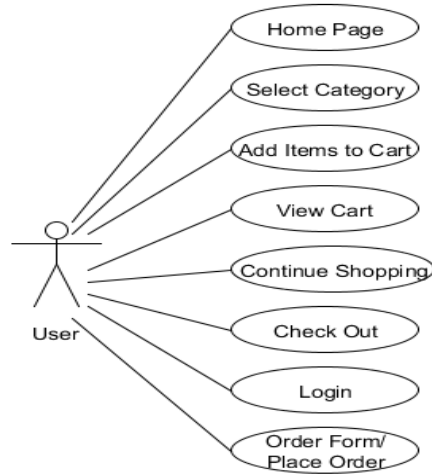 Home Page
Select Category
Add Items to Cart
View Cart
Continue Shopping
User
Check Out
Login
Order Form/
Place Order